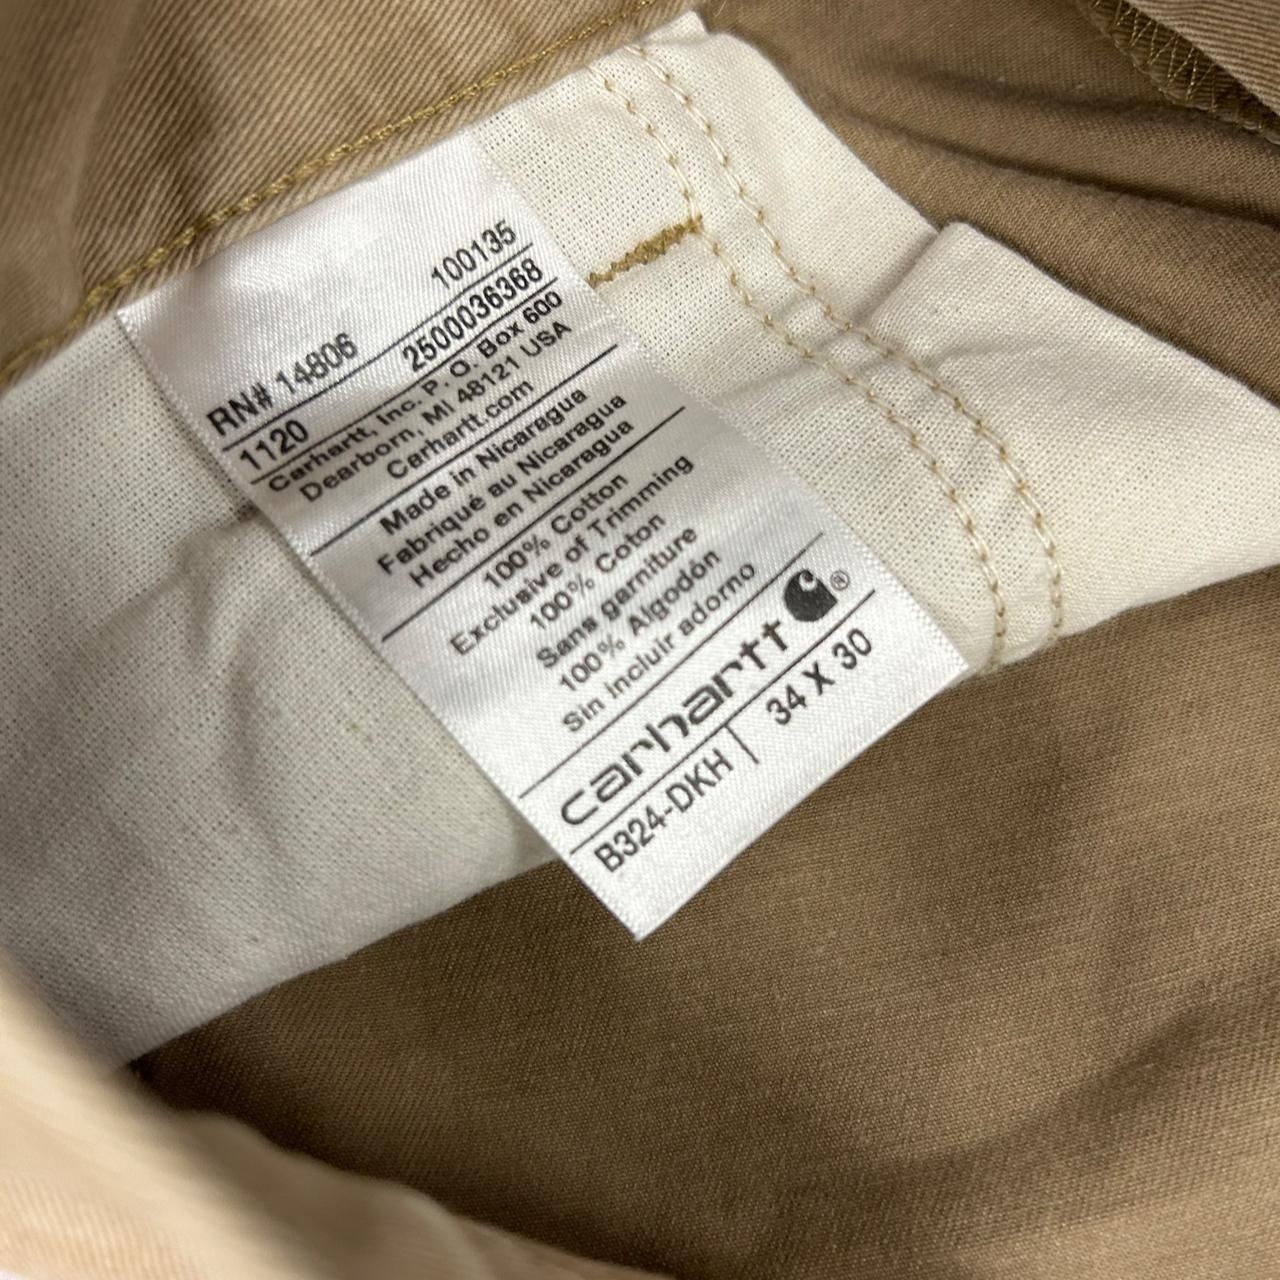 RN# 14806 100135
1120 2500036368
Carhartt, Inc. P. O. Box 600
Dearborn, MI 48121 USA
Carhartt.com
Made in Nicaragua
Fabriqué au Nicaragua
Hecho en Nicaragua
100% Cotton
Exclusive of Trimming
100% Coton
Sans garniture
100% Algodón
Sin incluir adorno
carhartt ®
B324-DKH | 34 X 30